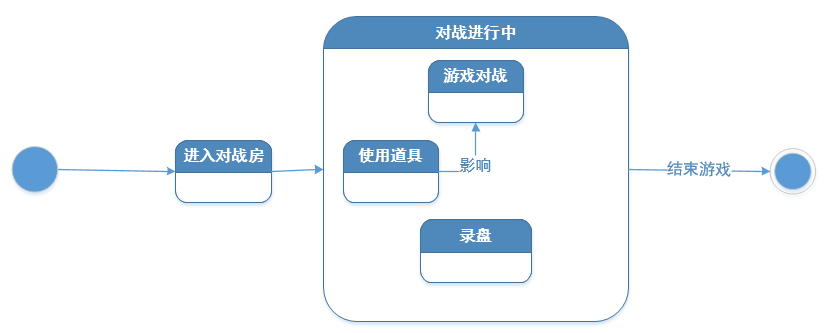 对战进行中
游戏对战
进入对战房
使用道具
影响
结束游戏
录盘